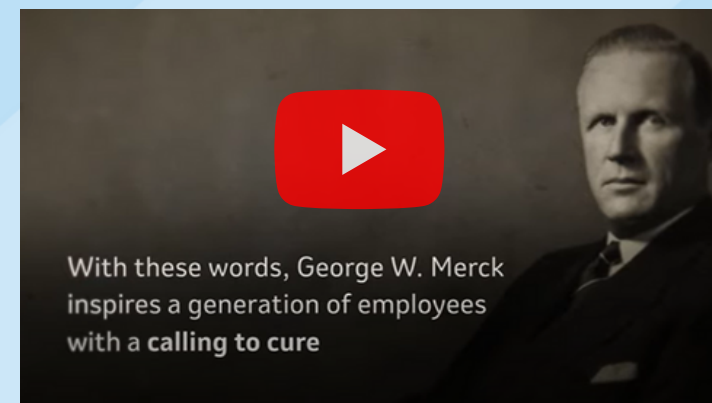 With these words, George W. Merck
inspires a generation of employees
with a calling to cure